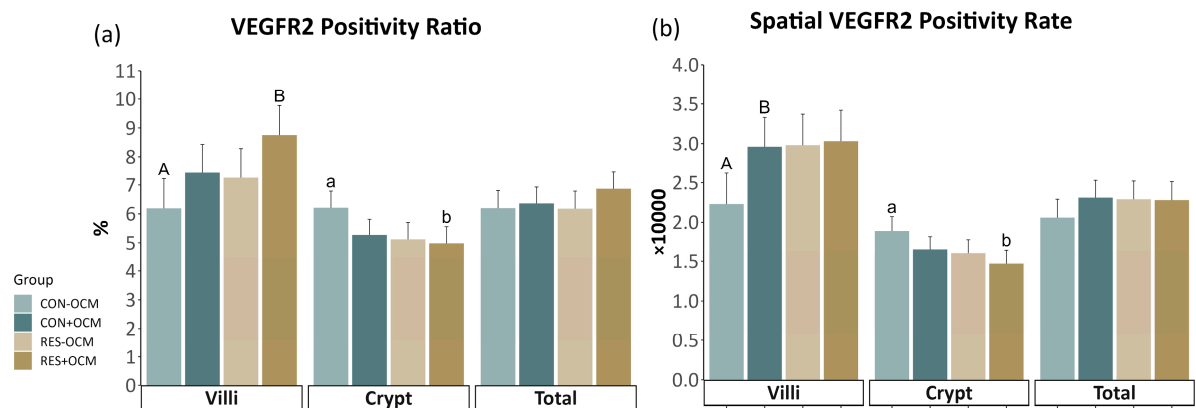 (a)
VEGFR2 Positivity Ratio
11
10
9
8
7
6
5
4
3
2
1
0
%
A
B
a
b
Villi
Crypt
Total
Group
CON-OCM
CON+OCM
RES-OCM
RES+OCM
(b)
Spatial VEGFR2 Positivity Rate
4.0
3.5
3.0
2.5
2.0
1.5
1.0
0.5
0.0
×10000
A
B
a
b
Villi
Crypt
Total